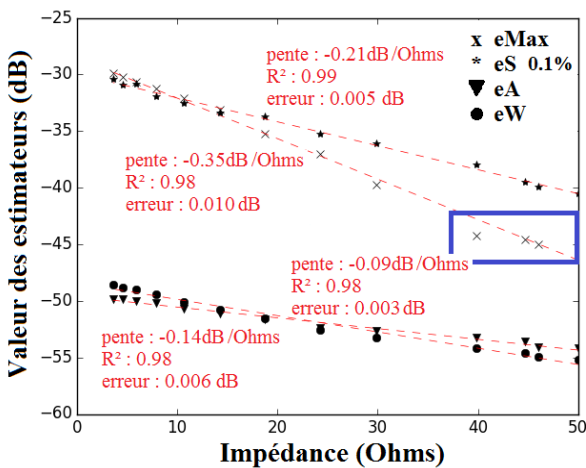 −25
−30
−35
−40
−45
−50
−55
−60
Valeur des estimateurs (dB)
pente : -0.21dB/Ohms
R² : 0.99
erreur : 0.005 dB
x eMax
* eS 0.1%
▼ eA
● eW
pente : -0.35dB/Ohms
R² : 0.98
erreur : 0.010 dB
pente : -0.09dB/Ohms
R² : 0.98
erreur : 0.003 dB
pente : -0.14dB/Ohms
R² : 0.98
erreur : 0.006 dB
0 10 20 30 40 50
Impédance (Ohms)